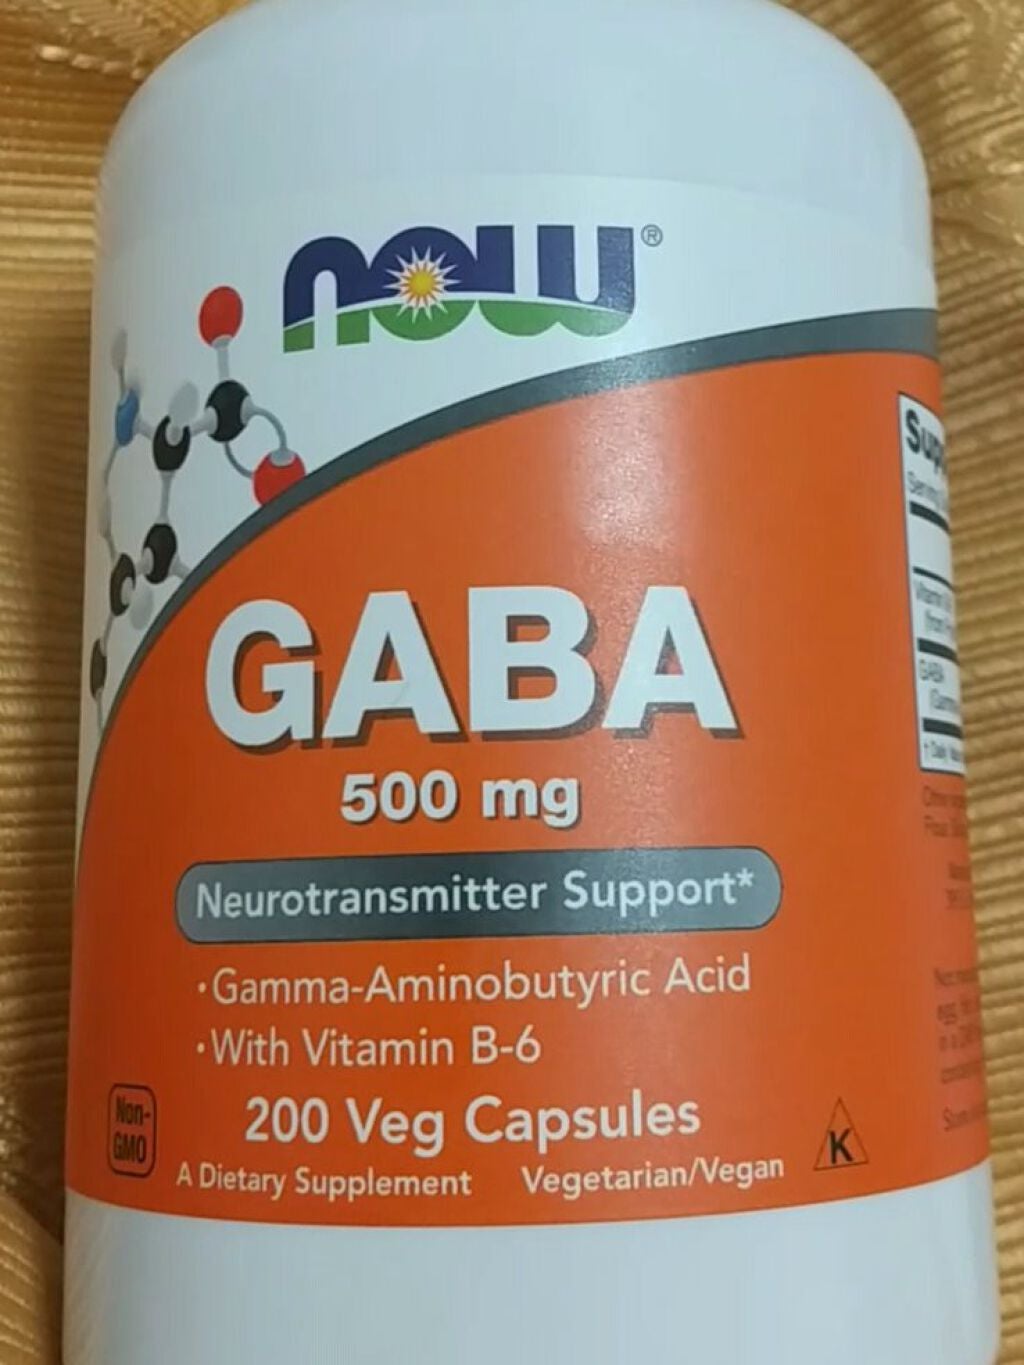 NOW®
GABA
500 mg
Neurotransmitter Support*
·Gamma-Aminobutyric Acid
·With Vitamin B-6
200 Veg Capsules
Non-
GMO
A Dietary Supplement
Vegetarian/Vegan
K
GABA